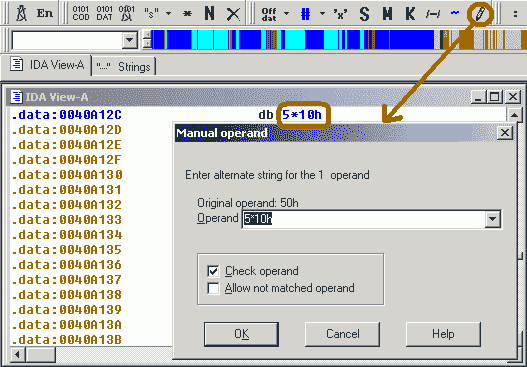 En 0101 COD 0101 DAT "s" * N Off dat # 'x' S M K /–/ ~ :
IDA View-A "..." Strings
IDA View-A
.data:0040A12C db 5*10h
.data:0040A12D
.data:0040A12E
.data:0040A12F
.data:0040A130
.data:0040A131
.data:0040A132
.data:0040A133
.data:0040A134
.data:0040A135
.data:0040A136
.data:0040A137
.data:0040A138
.data:0040A139
.data:0040A13A
.data:0040A13B
Manual operand
Enter alternate string for the 1 operand
Original operand: 50h
Operand 5*10h
Check operand
Allow not matched operand
OK Cancel Help